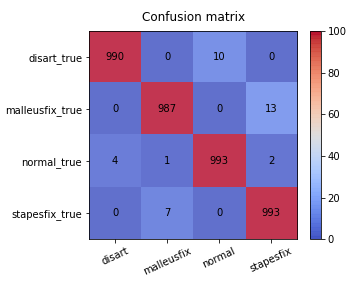 Confusion matrix
disart_true 990 0 10 0
malleusfix_true 0 987 0 13
normal_true 4 1 993 2
stapesfix_true 0 7 0 993
disart malleusfix normal stapesfix
100
80
60
40
20
0